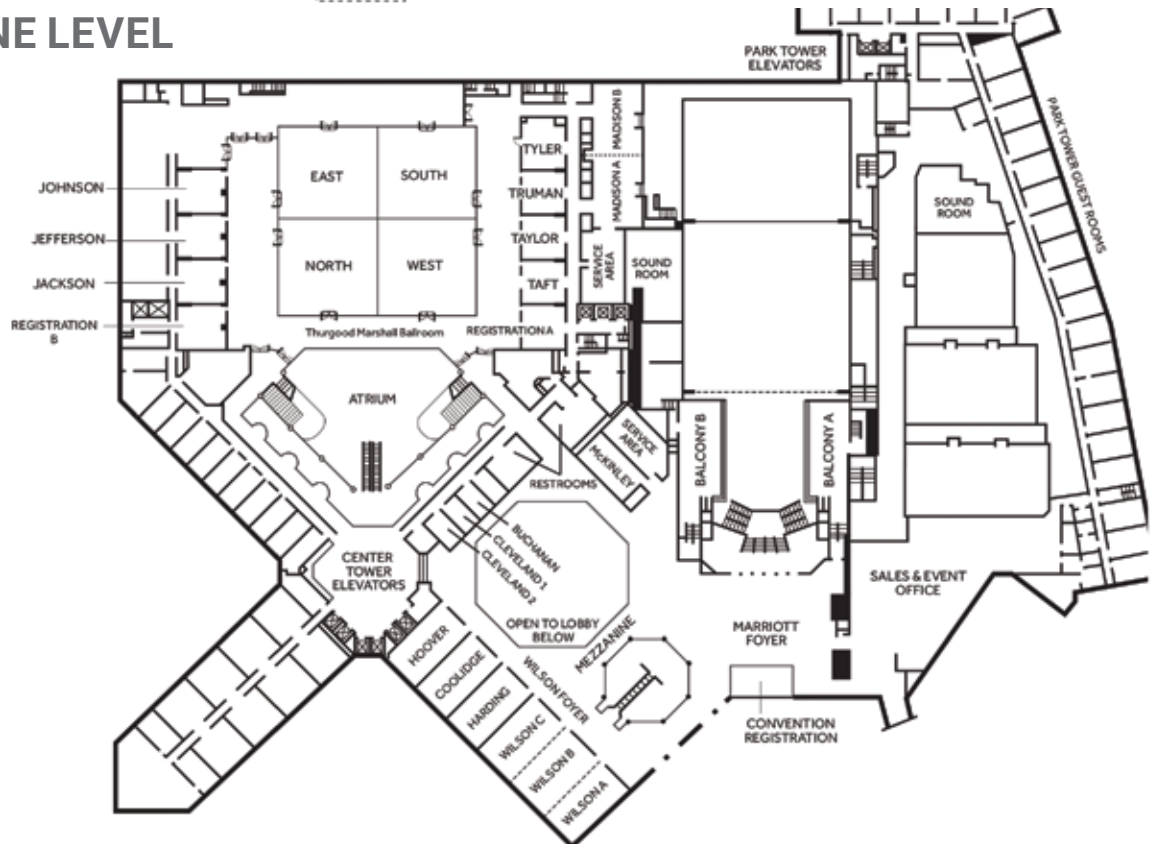 NE LEVEL
PARK TOWER
ELEVATORS
PARK TOWER GUEST ROOMS
JOHNSON
JEFFERSON
JACKSON
REGISTRATION
B
EAST
SOUTH
NORTH
WEST
Thurgood Marshall Ballroom
REGISTRATION A
TYLER
TRUMAN
TAYLOR
TAFT
MADISON B
MADISON A
SERVICE
AREA
SOUND
ROOM
SOUND
ROOM
ATRIUM
SERVICE
AREA
McKINLEY
RESTROOMS
BALCONY B
BALCONY A
BUCHANAN
CLEVELAND 1
CLEVELAND 2
CENTER
TOWER
ELEVATORS
OPEN TO LOBBY
BELOW
MEZZANINE
SALES & EVENT
OFFICE
MARRIOTT
FOYER
CONVENTION
REGISTRATION
WILSON FOYER
HOOVER
COOLIDGE
HARDING
WILSON C
WILSON B
WILSON A